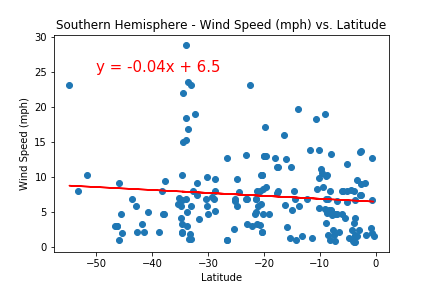 Southern Hemisphere - Wind Speed (mph) vs. Latitude
30
25
20
15
10
5
0
Wind Speed (mph)
y = -0.04x + 6.5
−50 −40 −30 −20 −10 0
Latitude